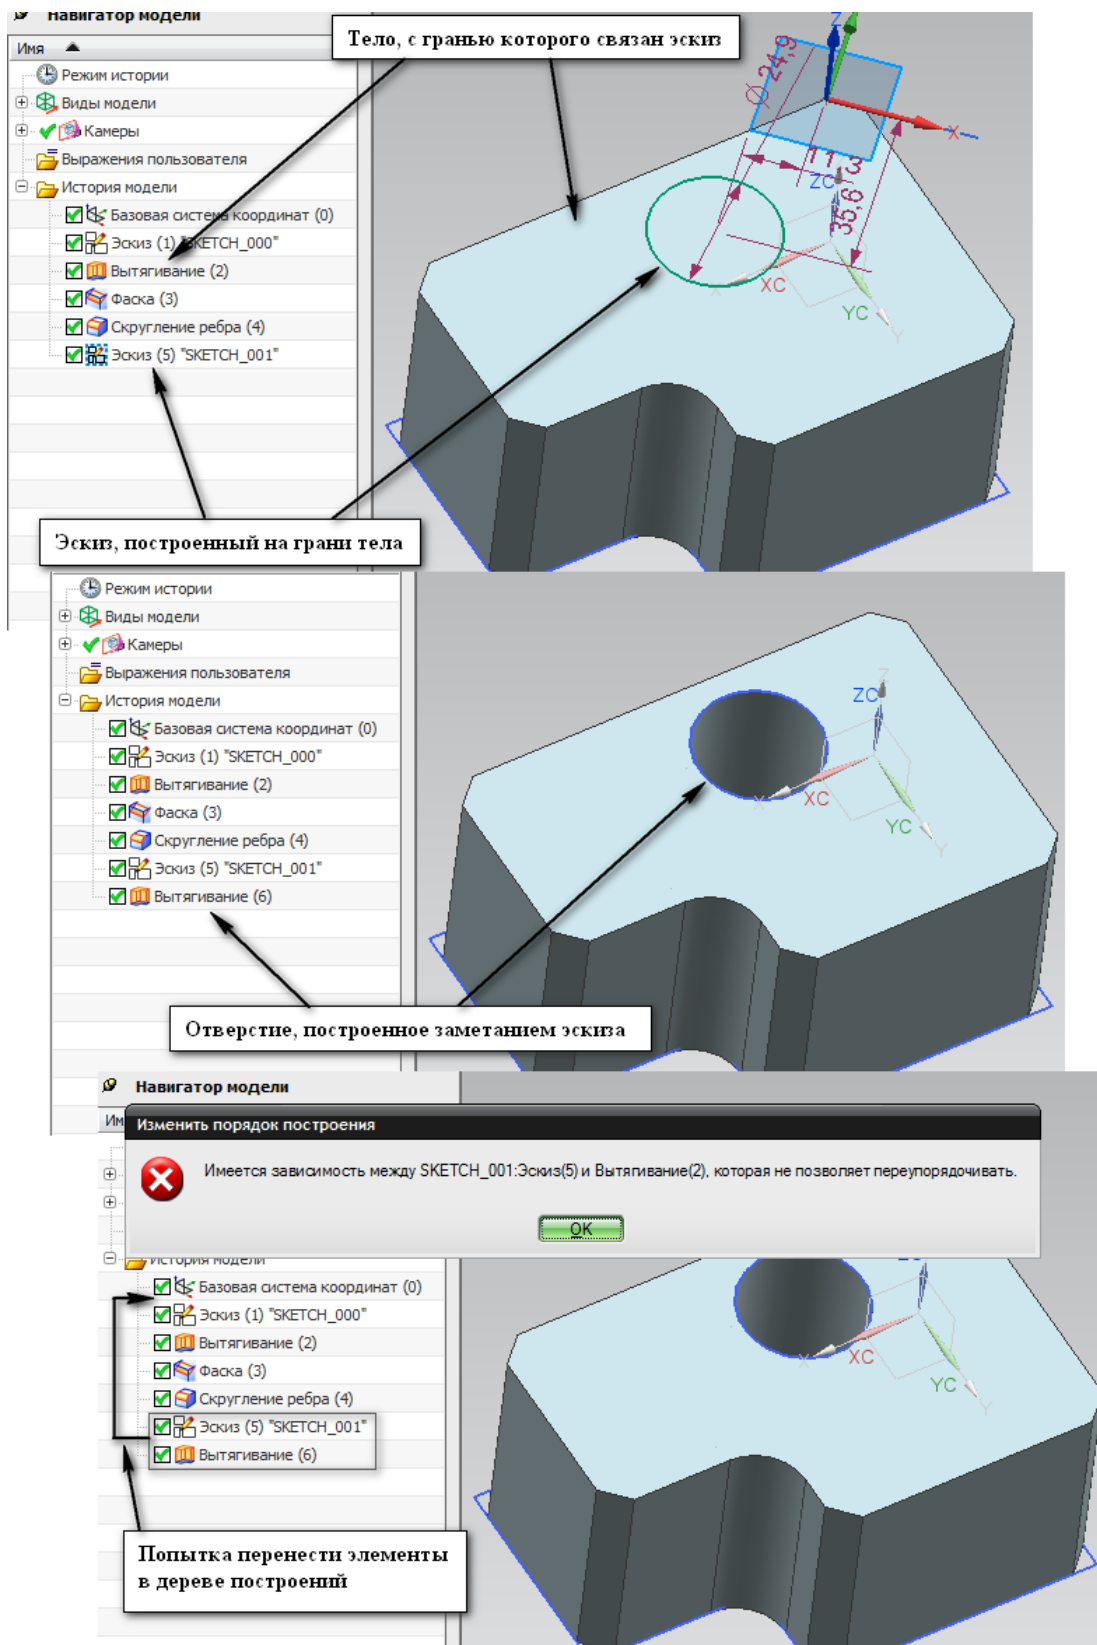 Навигатор модели
Имя
Режим истории
Виды модели
Камеры
Выражения пользователя
История модели
Базовая система координат (0)
Эскиз (1) "SKETCH_000"
Вытягивание (2)
Фаска (3)
Скругление ребра (4)
Эскиз (5) "SKETCH_001"
Тело, с гранью которого связан эскиз
Z
X
Ø 24,9
11
35,6
ZC
XC
YC
X
Y
Эскиз, построенный на грани тела
Режим истории
Виды модели
Камеры
Выражения пользователя
История модели
Базовая система координат (0)
Эскиз (1) "SKETCH_000"
Вытягивание (2)
Фаска (3)
Скругление ребра (4)
Эскиз (5) "SKETCH_001"
Вытягивание (6)
Z
ZC
X
XC
YC
Y
Отверстие, построенное заметанием эскиза
Навигатор модели
Им
Изменить порядок построения
Имеется зависимость между SKETCH_001:Эскиз(5) и Вытягивание(2), которая не позволяет переупорядочивать.
OK
История модели
Базовая система координат (0)
Эскиз (1) "SKETCH_000"
Вытягивание (2)
Фаска (3)
Скругление ребра (4)
Эскиз (5) "SKETCH_001"
Вытягивание (6)
ZC
X
XC
YC
Y
Попытка перенести элементы
в дереве построений